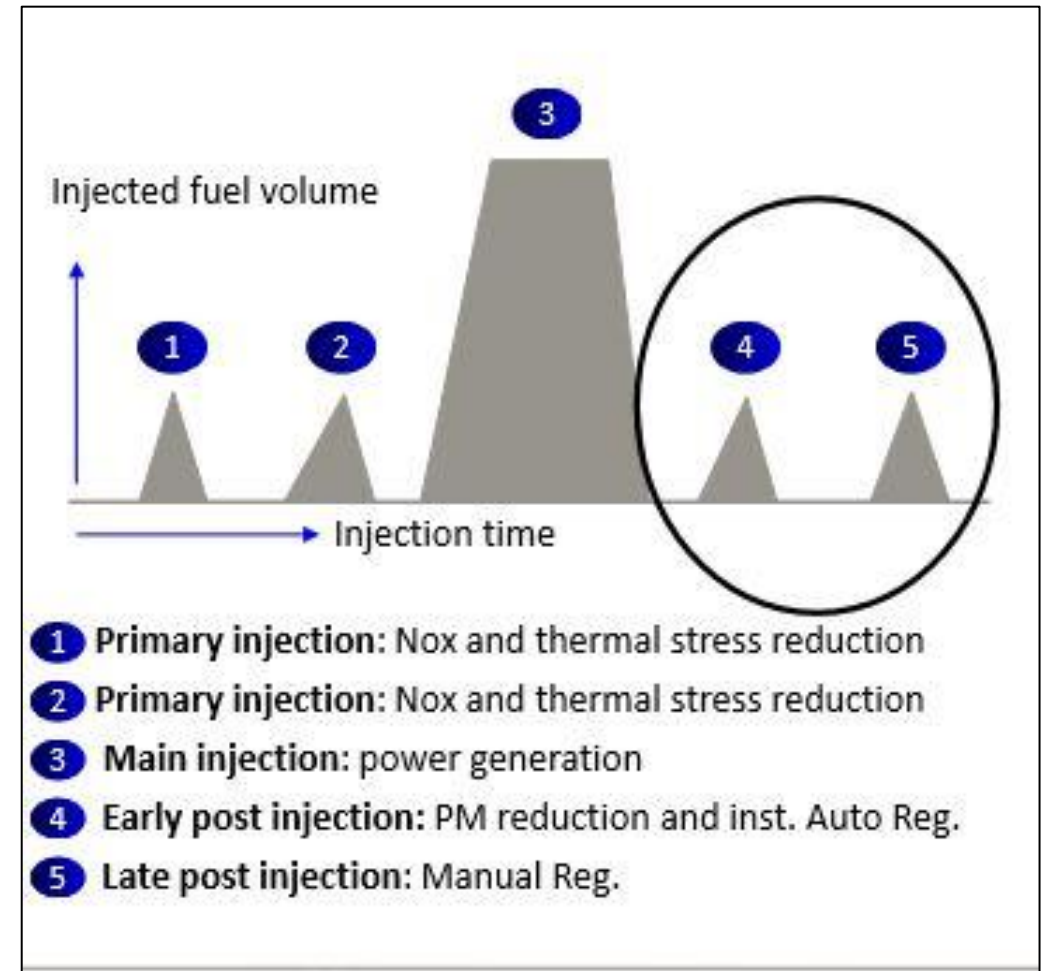 3
Injected fuel volume
1
2
4
5
Injection time
1 Primary injection: Nox and thermal stress reduction
2 Primary injection: Nox and thermal stress reduction
3 Main injection: power generation
4 Early post injection: PM reduction and inst. Auto Reg.
5 Late post injection: Manual Reg.